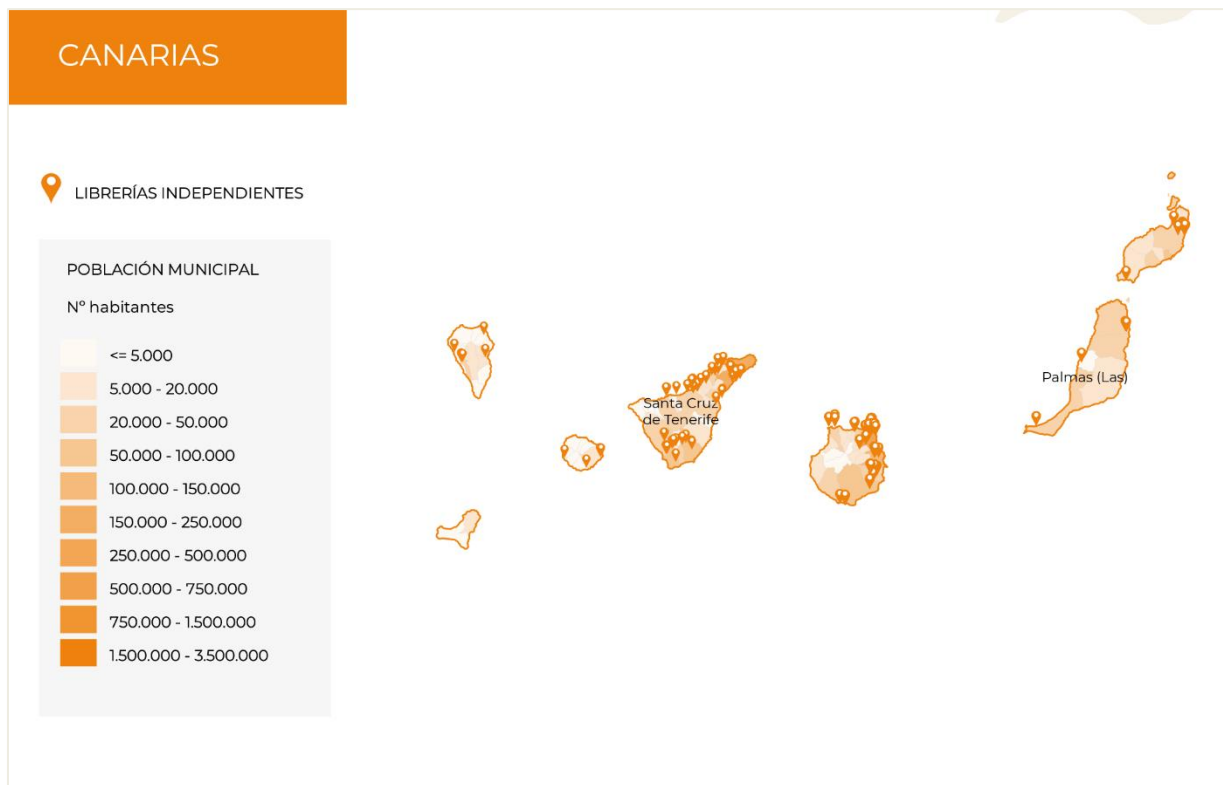 CANARIAS
LIBRERÍAS INDEPENDIENTES
POBLACIÓN MUNICIPAL
Nº habitantes
<= 5.000
5.000 - 20.000
20.000 - 50.000
50.000 - 100.000
100.000 - 150.000
150.000 - 250.000
250.000 - 500.000
500.000 - 750.000
750.000 - 1.500.000
1.500.000 - 3.500.000
Santa Cruz
de Tenerife
Palmas (Las)